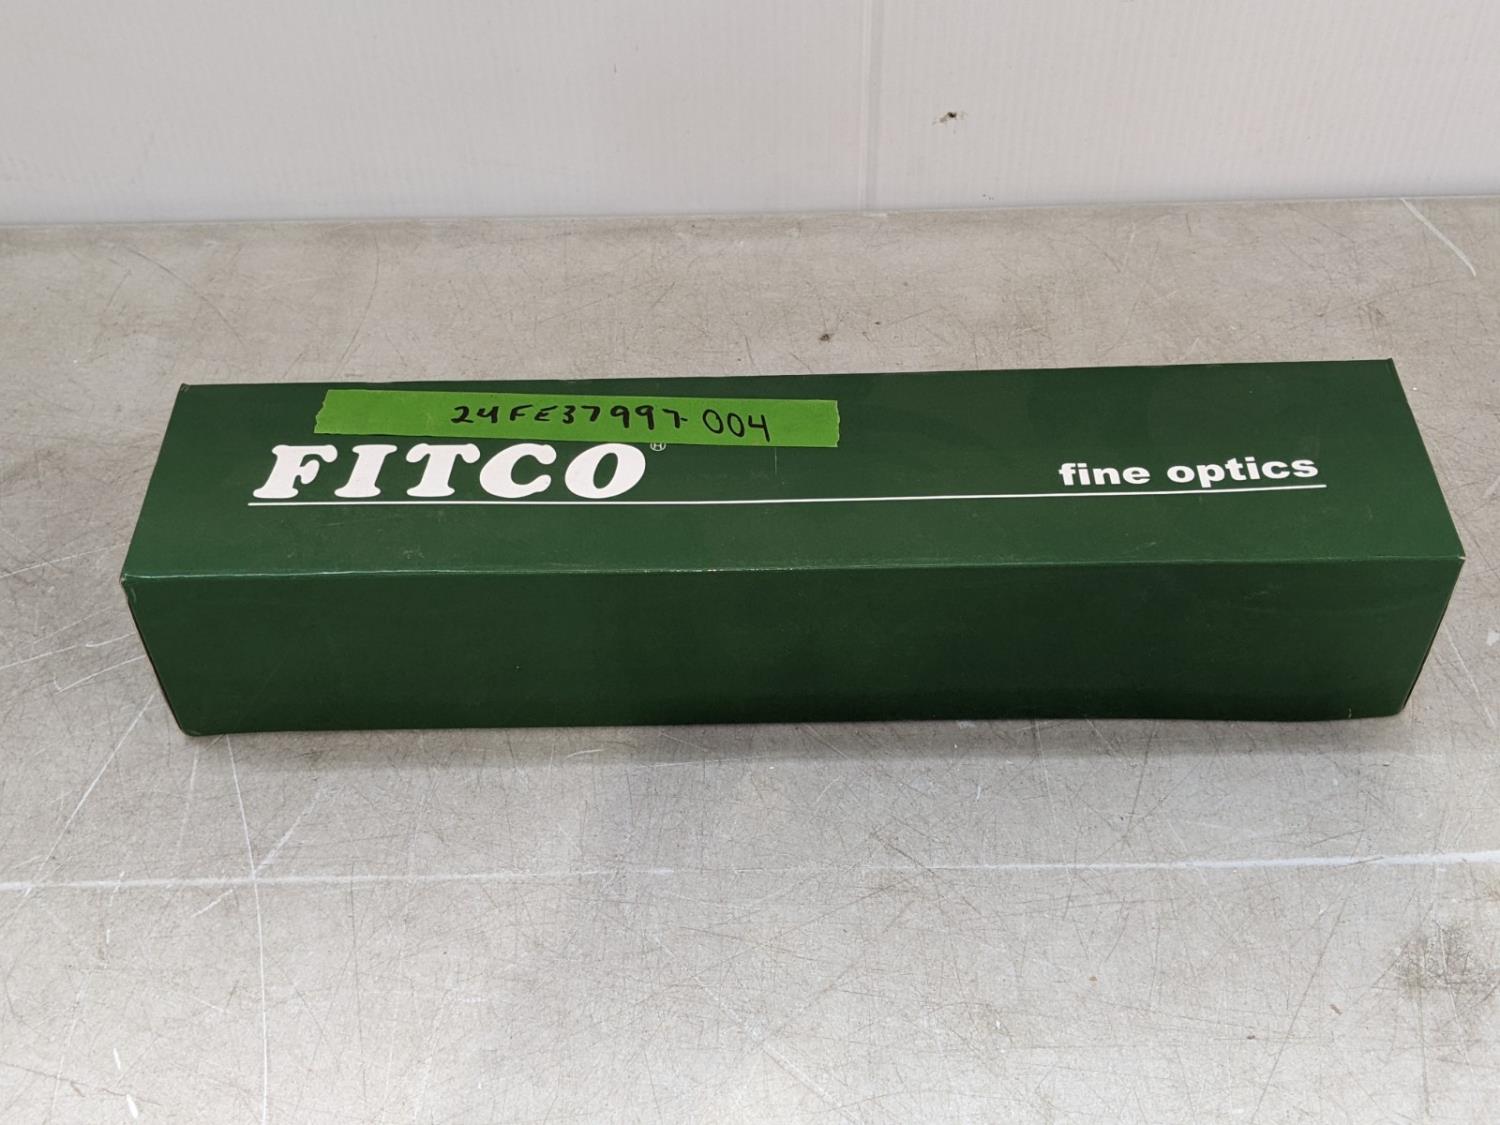 24FE37997-004
FITCO®
fine optics